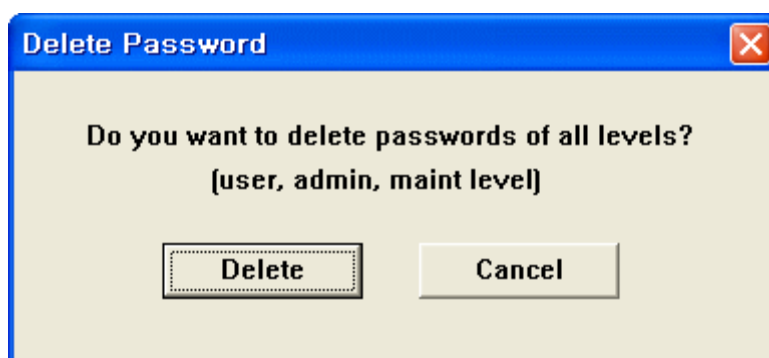 Delete Password
Do you want to delete passwords of all levels?
(user, admin, maint level)
Delete
Cancel